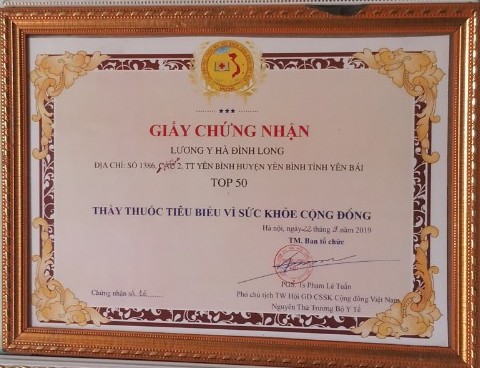 GIẤY CHỨNG NHẬN
LƯƠNG Y HÀ ĐÌNH LONG
ĐỊA CHỈ: SỐ 1386, 2, TT YÊN BÌNH HUYỆN YÊN BÌNH TỈNH YÊN BÁI
TOP 50
THẦY THUỐC TIÊU BIỂU VÌ SỨC KHỎE CỘNG ĐỒNG
Hà Nội, ngày 22 tháng năm 2019
TM. Ban tổ chức
PGS. Ts Phạm Lê Tuấn
Phó chủ tịch TW Hội GD CSSK Cộng đồng Việt Nam
Nguyên Thứ Trưởng Bộ Y Tế
Chứng nhận số: 16